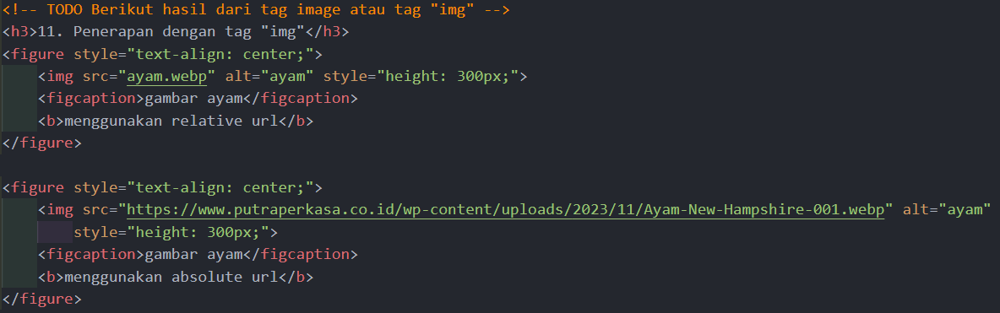 <!-- TODO Berikut hasil dari tag image atau tag "img" -->
<h3>11. Penerapan dengan tag "img"</h3>
<figure style="text-align: center;">
    <img src="ayam.webp" alt="ayam" style="height: 300px;">
    <figcaption>gambar ayam</figcaption>
    <b>menggunakan relative url</b>
</figure>

<figure style="text-align: center;">
    <img src="https://www.putraperkasa.co.id/wp-content/uploads/2023/11/Ayam-New-Hampshire-001.webp" alt="ayam"
        style="height: 300px;">
    <figcaption>gambar ayam</figcaption>
    <b>menggunakan absolute url</b>
</figure>